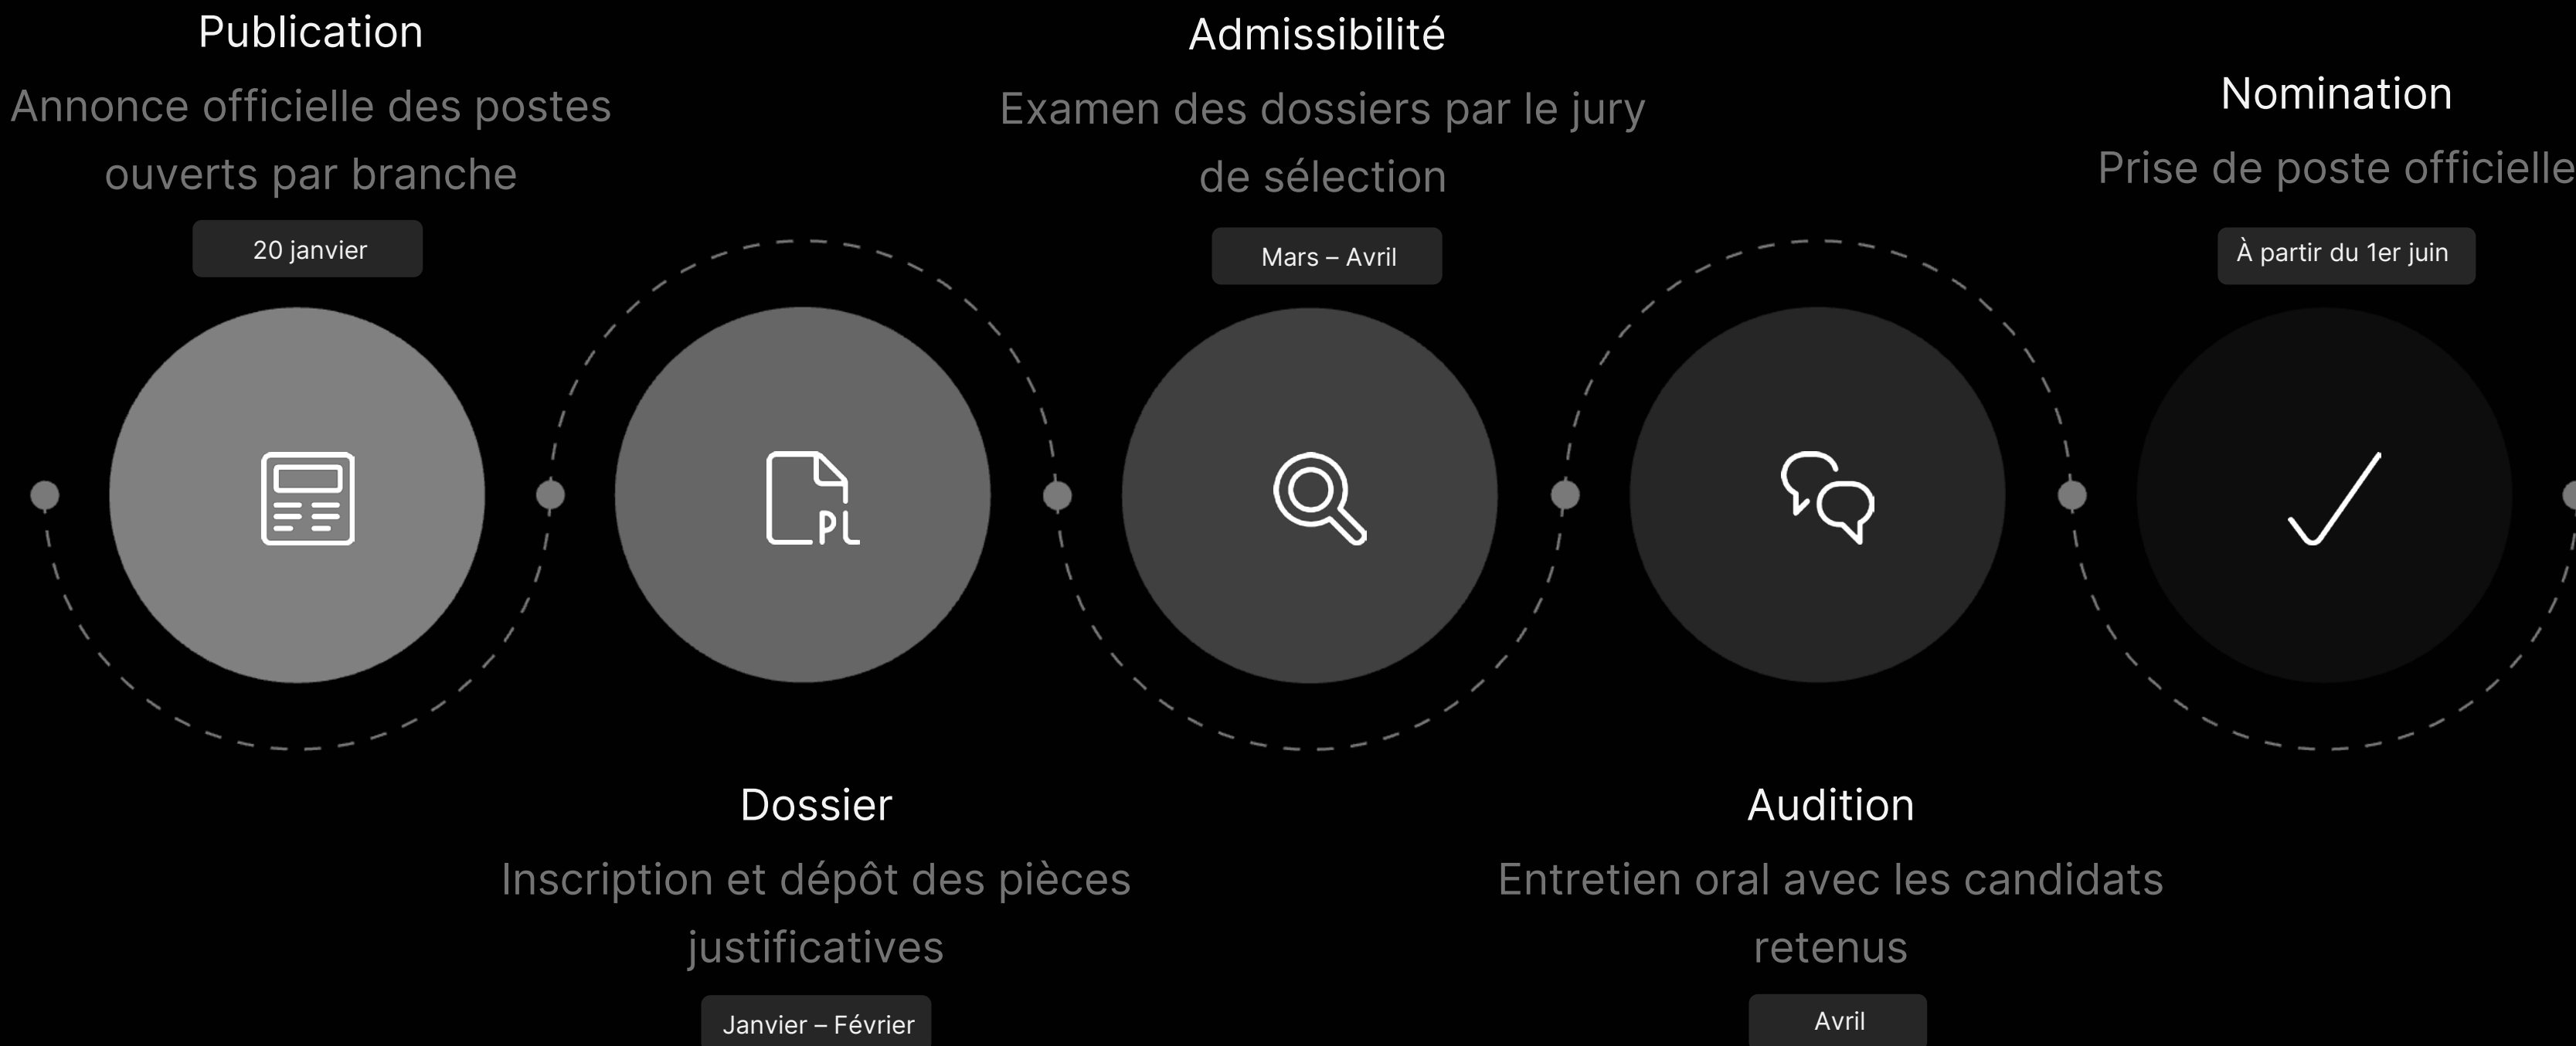 Publication
Annonce officielle des postes
ouverts par branche
20 janvier
Dossier
Inscription et dépôt des pièces
justificatives
Janvier – Février
Admissibilité
Examen des dossiers par le jury
de sélection
Mars – Avril
Audition
Entretien oral avec les candidats
retenus
Avril
Nomination
Prise de poste officielle
À partir du 1er juin
PL